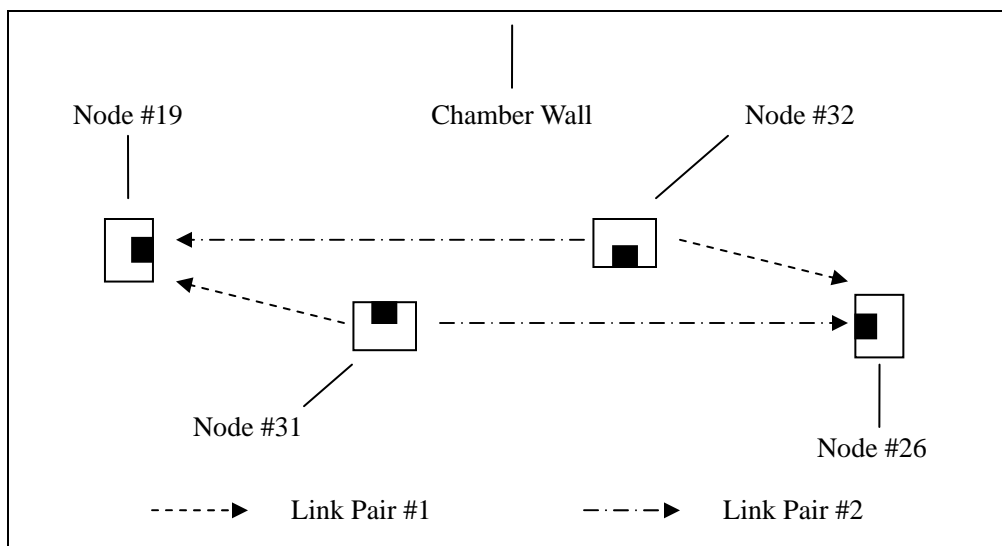 Node #19
Chamber Wall
Node #32
Node #31
Node #26
Link Pair #1
Link Pair #2